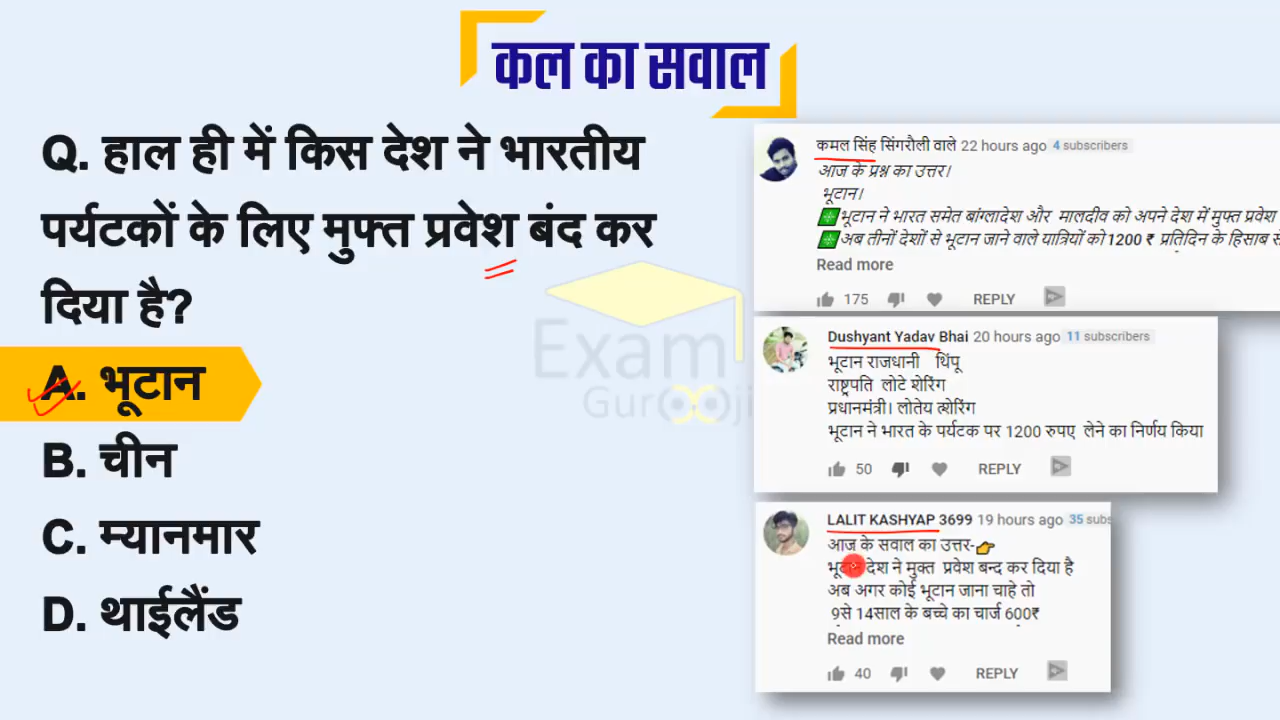 कल का सवाल
Q. हाल ही में किस देश ने भारतीय
पर्यटकों के लिए मुफ्त प्रवेश बंद कर
दिया है?
A. भूटान
B. चीन
C. म्यानमार
D. थाईलैंड
Exam
Gurooji
कमल सिंह सिंगरौली वाले 22 hours ago 4 subscribers
आज के प्रश्न का उत्तर।
भूटान।
भूटान ने भारत समेत बांग्लादेश और मालदीव को अपने देश में मुफ्त प्रवेश
अब तीनों देशों से भूटान जाने वाले यात्रियों को 1200 ₹ प्रतिदिन के हिसाब से
Read more
175 REPLY
Dushyant Yadav Bhai 20 hours ago 11 subscribers
भूटान राजधानी थिंपू
राष्ट्रपति लोटे शेरिंग
प्रधानमंत्री। लोतेय त्शेरिंग
भूटान ने भारत के पर्यटक पर 1200 रुपए लेने का निर्णय किया
50 REPLY
LALIT KASHYAP 3699 19 hours ago 35 subs
आज के सवाल का उत्तर-👉
भूटान देश ने मुक्त प्रवेश बन्द कर दिया है
अब अगर कोई भूटान जाना चाहे तो
9से 14साल के बच्चे का चार्ज 600₹
Read more
40 REPLY